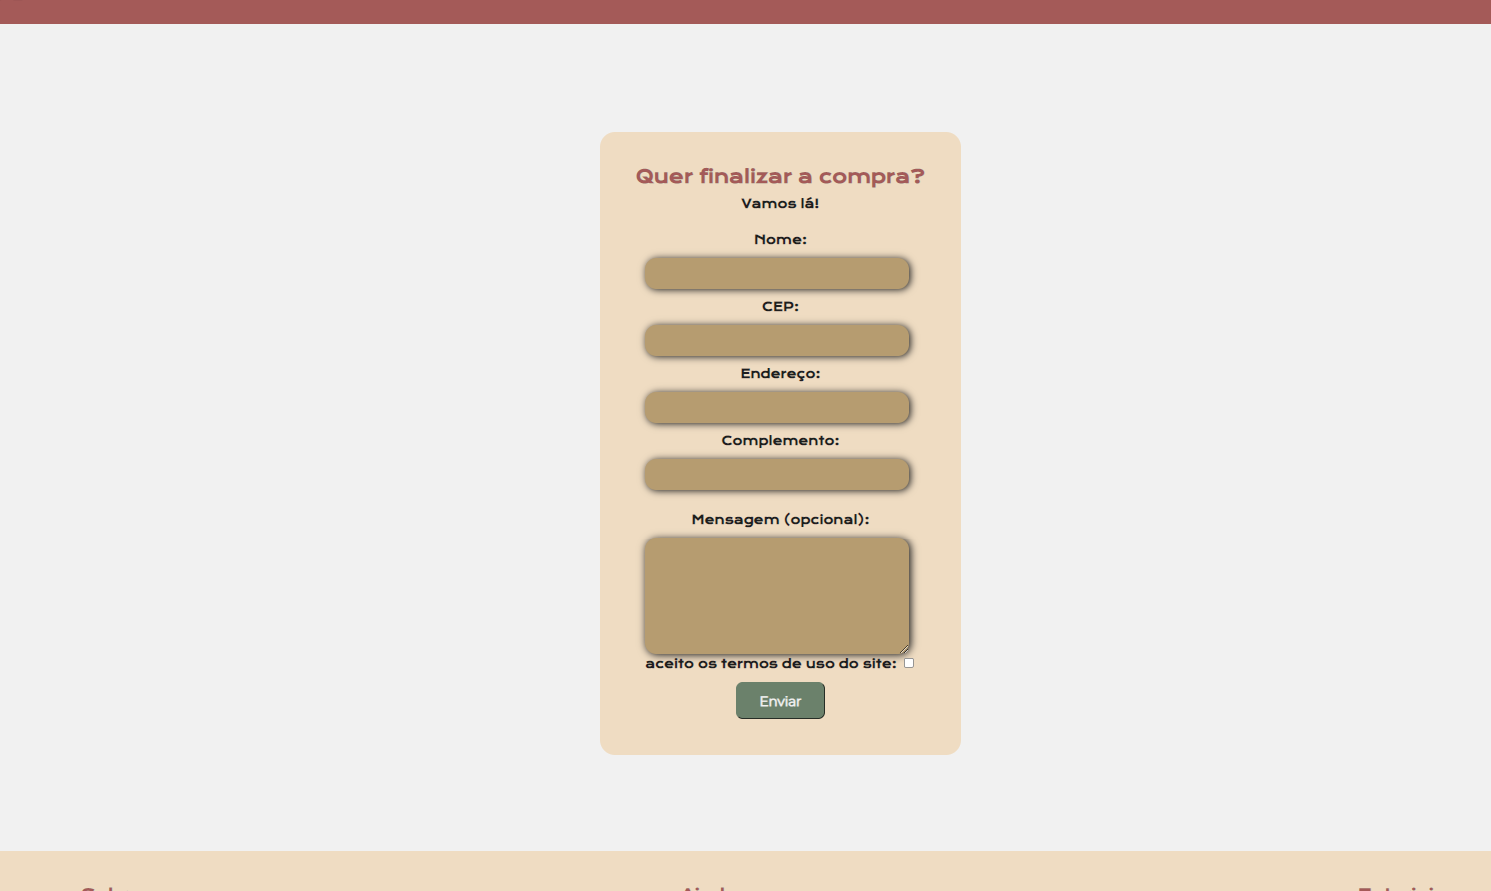 Quer finalizar a compra?
Vamos lá!
Nome:
CEP:
Endereço:
Complemento:
Mensagem (opcional):
aceito os termos de uso do site:
Enviar